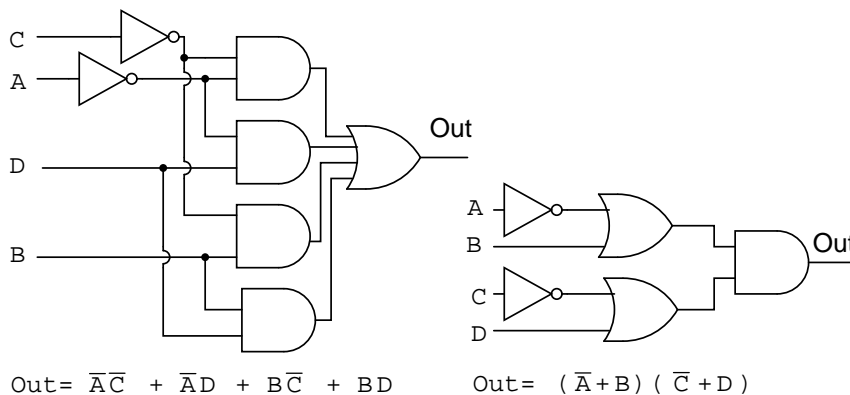 C
A
D
B
Out
Out= A̅C̅ + A̅D + BC̅ + BD
A
B
C
D
Out
Out= (A̅+B)(C̅+D)